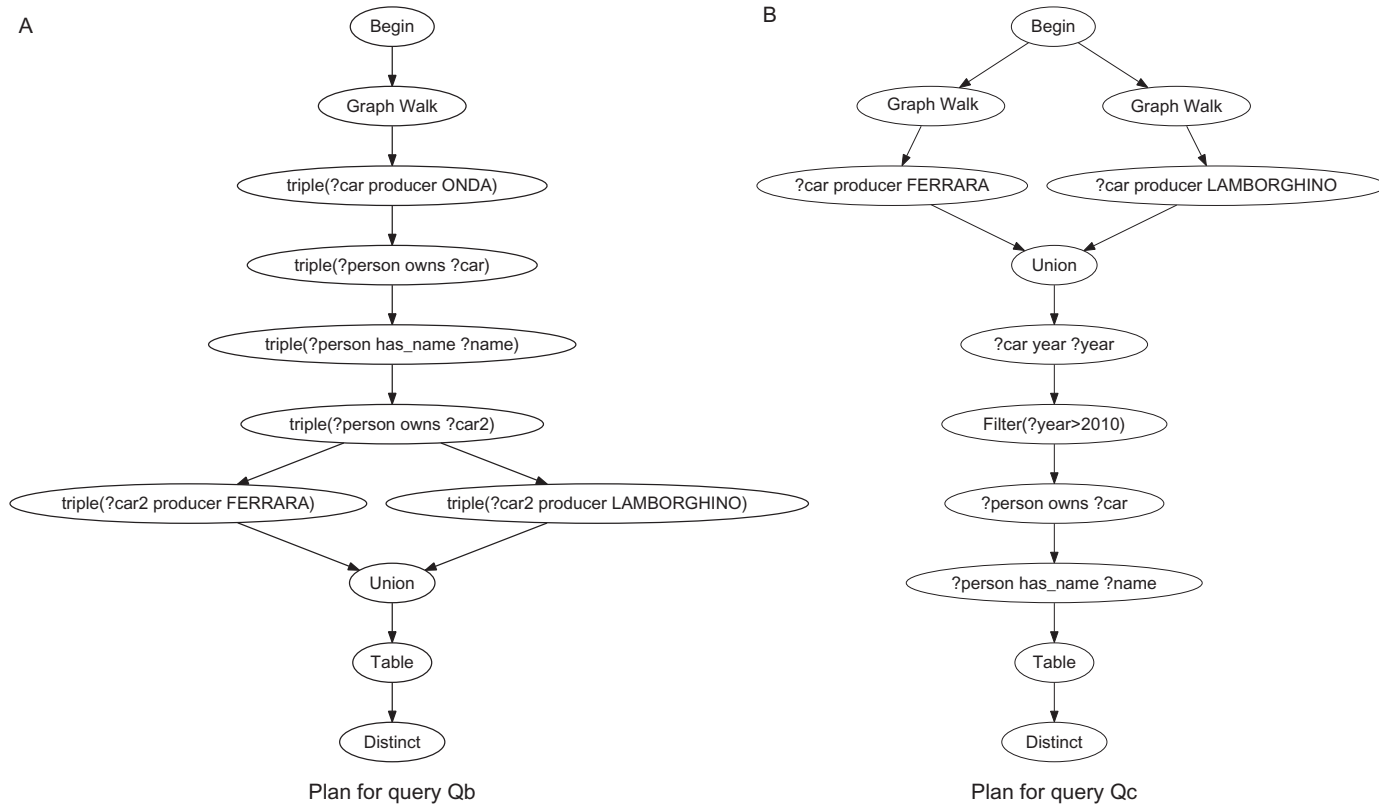 A
Begin
Graph Walk
triple(?car producer ONDA)
triple(?person owns ?car)
triple(?person has_name ?name)
triple(?person owns ?car2)
triple(?car2 producer FERRARA)
triple(?car2 producer LAMBORGHINO)
Union
Table
Distinct
Plan for query Qb
B
Begin
Graph Walk
Graph Walk
?car producer FERRARA
?car producer LAMBORGHINO
Union
?car year ?year
Filter(?year>2010)
?person owns ?car
?person has_name ?name
Table
Distinct
Plan for query Qc